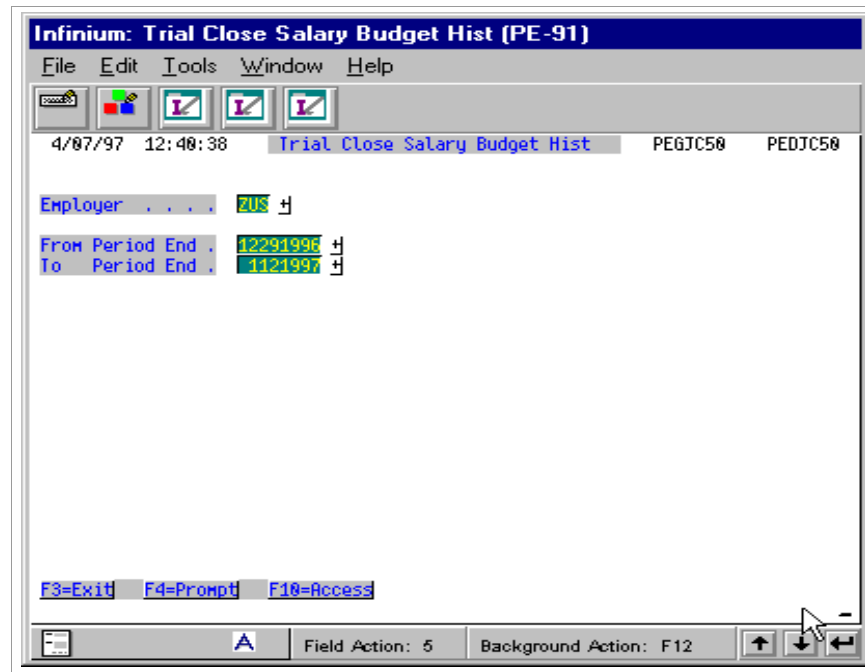 Infinium: Trial Close Salary Budget Hist (PE-91)
File Edit Tools Window Help
4/07/97 12:40:38 Trial Close Salary Budget Hist PEGJC50 PEDJC50
Employer . . . . ZUS +
From Period End . 12291996 +
To Period End . 1121997 +
F3=Exit F4=Prompt F10=Access
A Field Action: 5 Background Action: F12